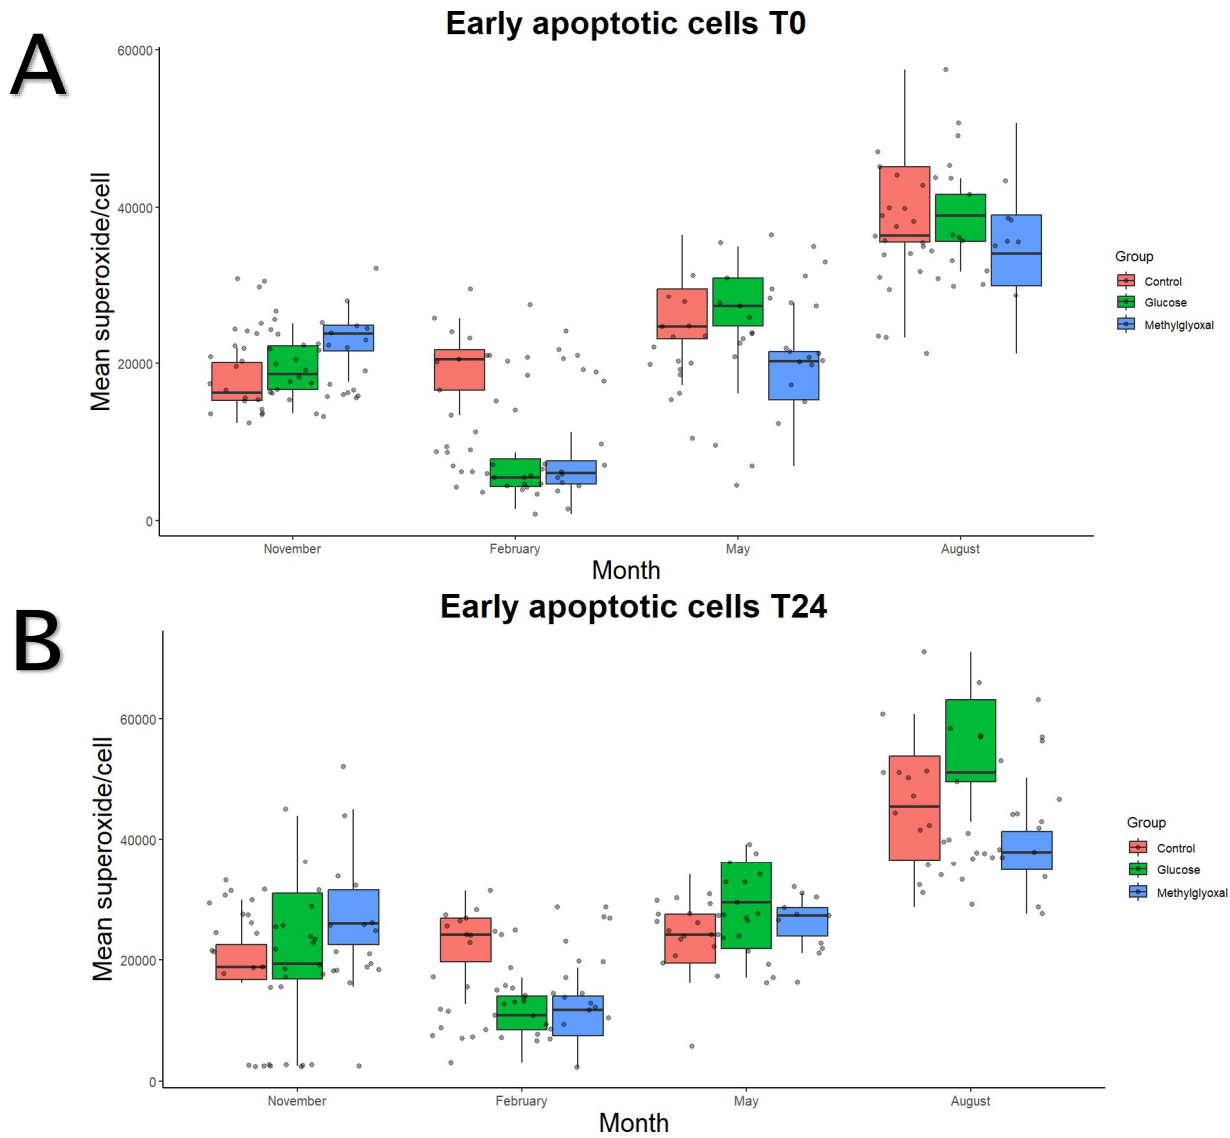 A
Early apoptotic cells T0
Mean superoxide/cell
60000
40000
20000
0
November February May August
Month
Group
Control
Glucose
Methylglyoxal
B
Early apoptotic cells T24
Mean superoxide/cell
60000
40000
20000
0
November February May August
Month
Group
Control
Glucose
Methylglyoxal